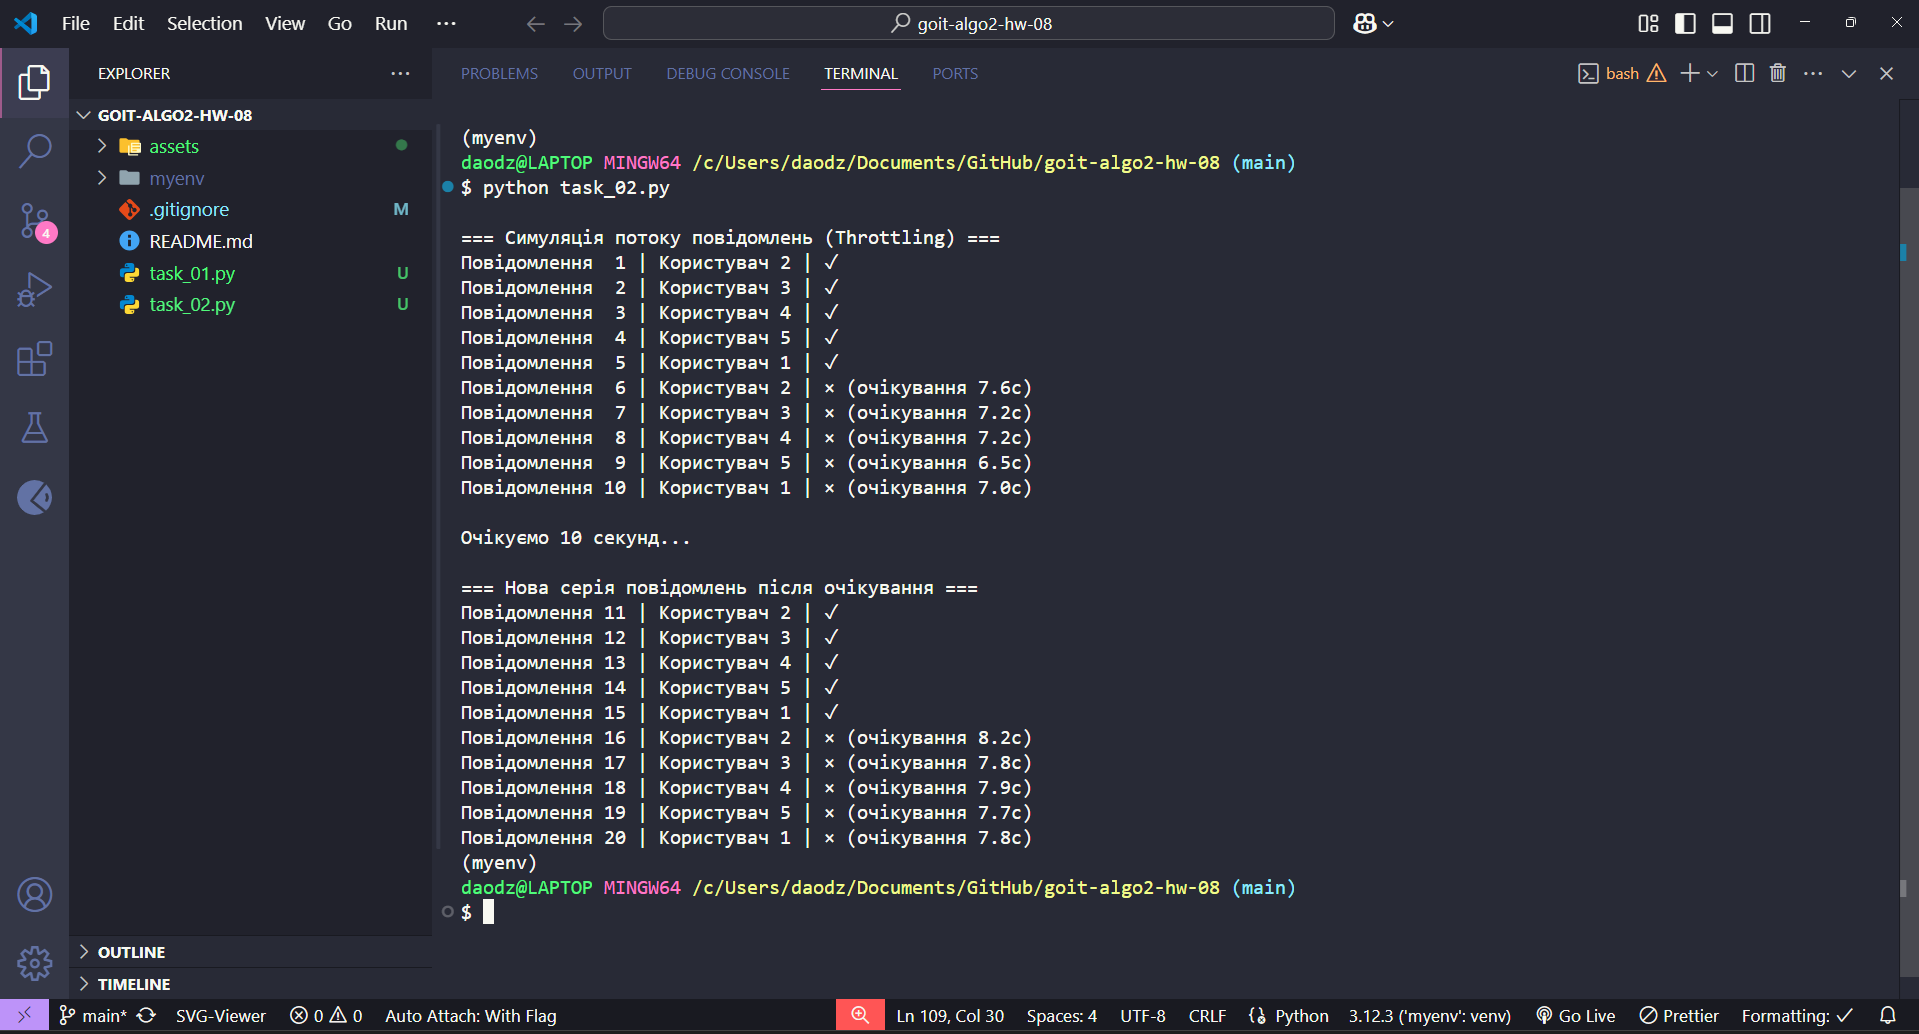 File Edit Selection View Go Run ··· goit-algo2-hw-08
EXPLORER ···
GOIT-ALGO2-HW-08
assets
myenv
.gitignore M
README.md
task_01.py U
task_02.py U
4
OUTLINE
TIMELINE
PROBLEMS OUTPUT DEBUG CONSOLE TERMINAL PORTS bash
(myenv)
daodz@LAPTOP MINGW64 /c/Users/daodz/Documents/GitHub/goit-algo2-hw-08 (main)
$ python task_02.py
=== Симуляція потоку повідомлень (Throttling) ===
Повідомлення  1 | Користувач 2 | ✓
Повідомлення  2 | Користувач 3 | ✓
Повідомлення  3 | Користувач 4 | ✓
Повідомлення  4 | Користувач 5 | ✓
Повідомлення  5 | Користувач 1 | ✓
Повідомлення  6 | Користувач 2 | × (очікування 7.6с)
Повідомлення  7 | Користувач 3 | × (очікування 7.2с)
Повідомлення  8 | Користувач 4 | × (очікування 7.2с)
Повідомлення  9 | Користувач 5 | × (очікування 6.5с)
Повідомлення 10 | Користувач 1 | × (очікування 7.0с)
Очікуємо 10 секунд...
=== Нова серія повідомлень після очікування ===
Повідомлення 11 | Користувач 2 | ✓
Повідомлення 12 | Користувач 3 | ✓
Повідомлення 13 | Користувач 4 | ✓
Повідомлення 14 | Користувач 5 | ✓
Повідомлення 15 | Користувач 1 | ✓
Повідомлення 16 | Користувач 2 | × (очікування 8.2с)
Повідомлення 17 | Користувач 3 | × (очікування 7.8с)
Повідомлення 18 | Користувач 4 | × (очікування 7.9с)
Повідомлення 19 | Користувач 5 | × (очікування 7.7с)
Повідомлення 20 | Користувач 1 | × (очікування 7.8с)
(myenv)
daodz@LAPTOP MINGW64 /c/Users/daodz/Documents/GitHub/goit-algo2-hw-08 (main)
$
main* SVG-Viewer 0 0 Auto Attach: With Flag Ln 109, Col 30 Spaces: 4 UTF-8 CRLF Python 3.12.3 ('myenv': venv) Go Live Prettier Formatting: ✓